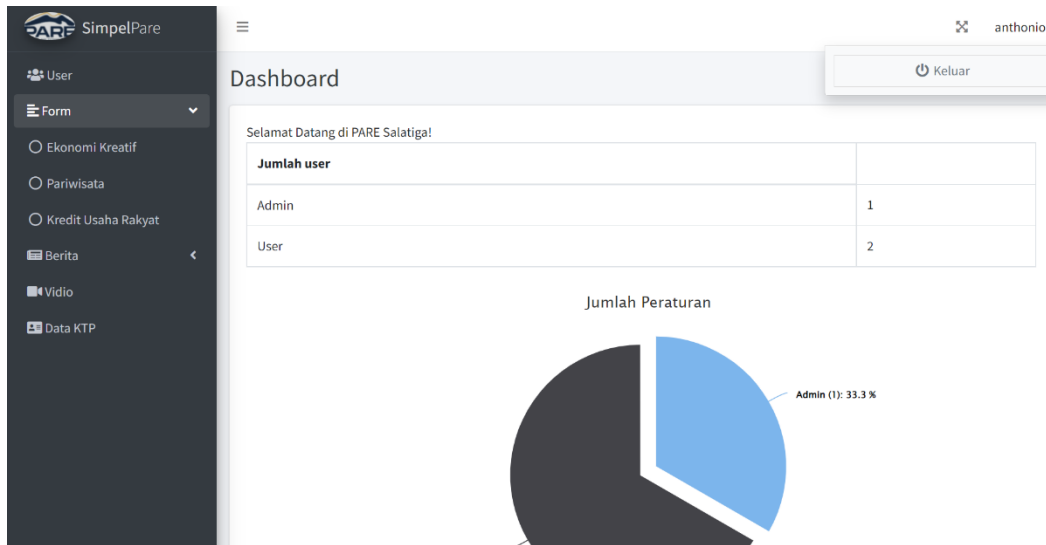 PARE SimpelPare
anthonio
Keluar
User
Form
Ekonomi Kreatif
Pariwisata
Kredit Usaha Rakyat
Berita
Vidio
Data KTP
Dashboard
Selamat Datang di PARE Salatiga!
Jumlah user
Admin 1
User 2
Jumlah Peraturan
Admin (1): 33.3 %